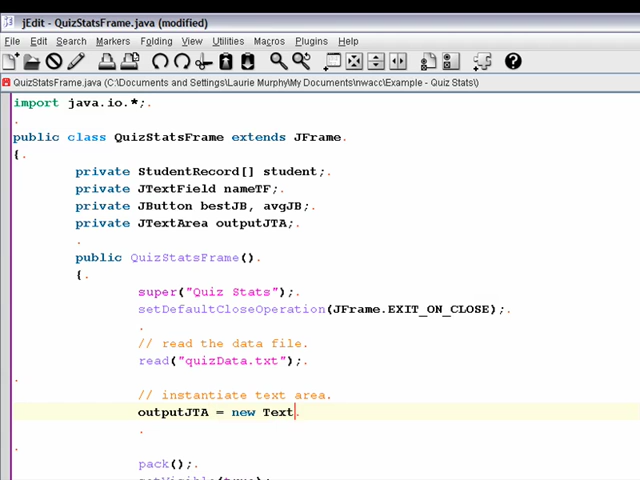 jEdit - QuizStatsFrame.java (modified)
File Edit Search Markers Folding View Utilities Macros Plugins Help
QuizStatsFrame.java (C:\Documents and Settings\Laurie Murphy\My Documents\nwacc\Example - Quiz Stats\)
import java.io.*;.
.
public class QuizStatsFrame extends JFrame.
{.
private StudentRecord[] student;.
private JTextField nameTF;.
private JButton bestJB, avgJB;.
private JTextArea outputJTA;.
.
public QuizStatsFrame().
{.
super("Quiz Stats");.
setDefaultCloseOperation(JFrame.EXIT_ON_CLOSE);.
.
// read the data file.
read("quizData.txt");.
.
// instantiate text area.
outputJTA = new Text.
.
.
pack();.
setVisible(true);.